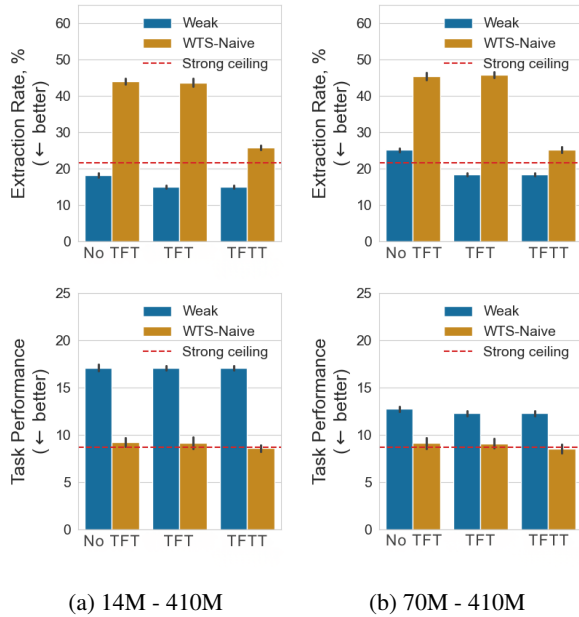 60
50
40
30
20
10
0
Extraction Rate, %
(← better)
Weak
WTS-Naive
Strong ceiling
No TFT
TFT
TFTT
60
50
40
30
20
10
0
Extraction Rate, %
(← better)
Weak
WTS-Naive
Strong ceiling
No TFT
TFT
TFTT
25
20
15
10
5
0
Task Performance
(← better)
Weak
WTS-Naive
Strong ceiling
No TFT
TFT
TFTT
25
20
15
10
5
0
Task Performance
(← better)
Weak
WTS-Naive
Strong ceiling
No TFT
TFT
TFTT
(a) 14M - 410M
(b) 70M - 410M